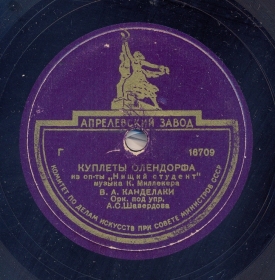 АПРЕЛЕВСКИЙ ЗАВОД
Г 16709
КУПЛЕТЫ ОЛЕНДОРФА
из оп-ты „Нищий студент"
музыка К. Миллекера
В. А. КАНДЕЛАКИ
Орк. под упр.
А.С.Шавердова
КОМИТЕТ ПО ДЕЛАМ ИСКУССТВ ПРИ СОВЕТЕ МИНИСТРОВ СССР